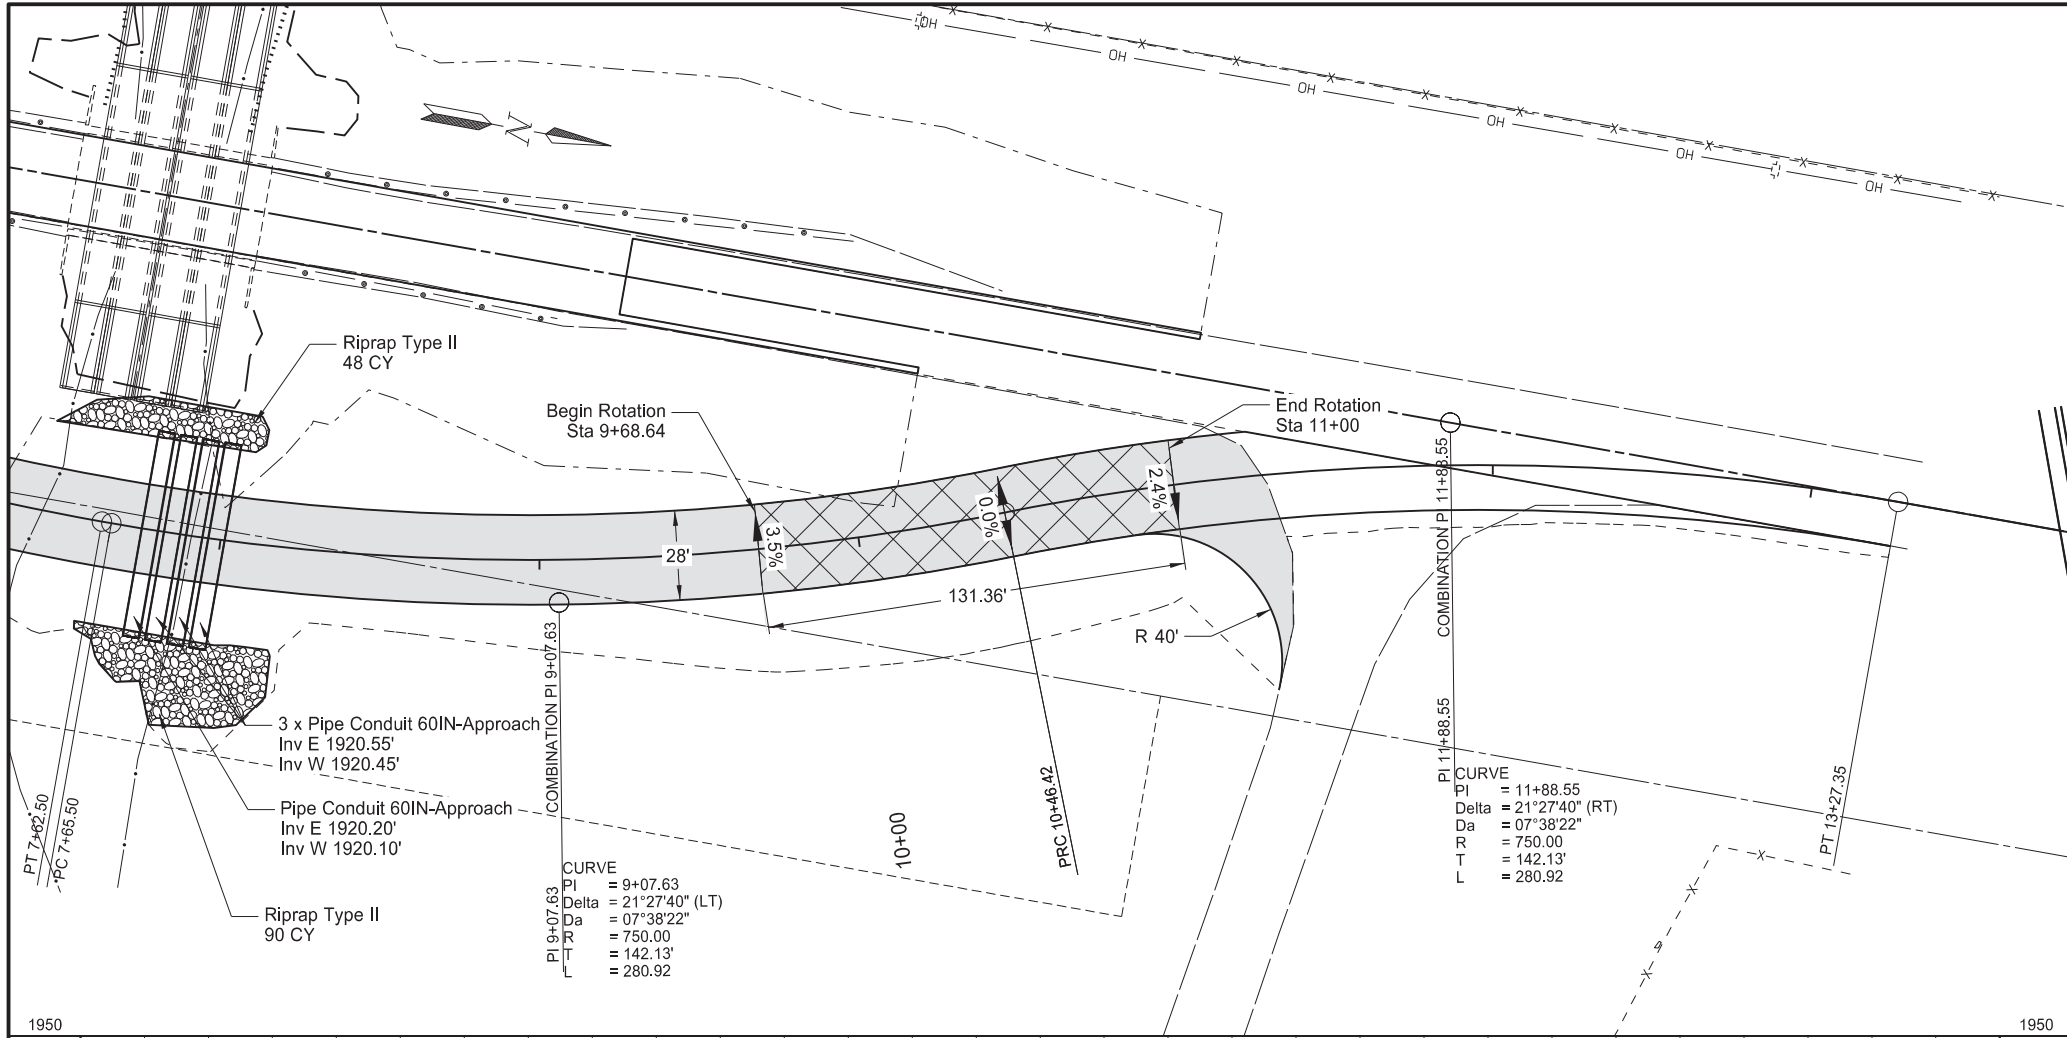 OH
OH
OH
OH
OH
OH
N
Riprap Type II
48 CY
Begin Rotation
Sta 9+68.64
End Rotation
Sta 11+00
28'
3.5%
0.0%
2.4%
131.36'
R 40'
COMBINATION PI 9+07.63
PI 9+07.63
COMBINATION PI 11+88.55
PI 11+88.55
3 x Pipe Conduit 60IN-Approach
Inv E 1920.55'
Inv W 1920.45'
Pipe Conduit 60IN-Approach
Inv E 1920.20'
Inv W 1920.10'
PT 7+62.50
PC 7+65.50
Riprap Type II
90 CY
CURVE
PI = 9+07.63
Delta = 21°27'40" (LT)
Da = 07°38'22"
R = 750.00
T = 142.13'
L = 280.92
10+00
PRC 10+46.42
CURVE
PI = 11+88.55
Delta = 21°27'40" (RT)
Da = 07°38'22"
R = 750.00
T = 142.13'
L = 280.92
PT 13+27.35
1950
1950